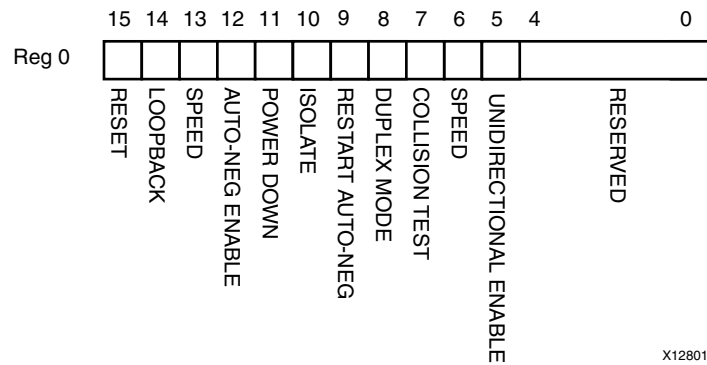 15 14 13 12 11 10 9 8 7 6 5 4 0
Reg 0
RESET
LOOPBACK
SPEED
AUTO-NEG ENABLE
POWER DOWN
ISOLATE
RESTART AUTO-NEG
DUPLEX MODE
COLLISION TEST
SPEED
UNIDIRECTIONAL ENABLE
RESERVED
X12801